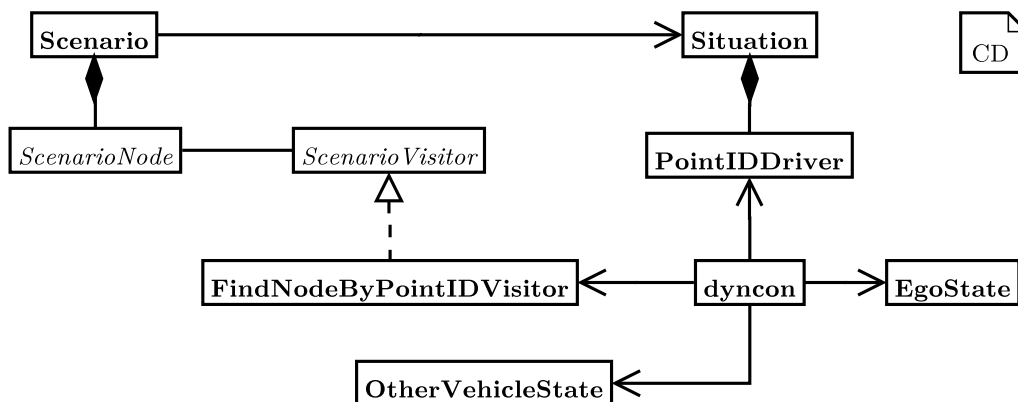 Scenario
Situation
CD
ScenarioNode
ScenarioVisitor
PointIDDriver
FindNodeByPointIDVisitor
dyncon
EgoState
OtherVehicleState